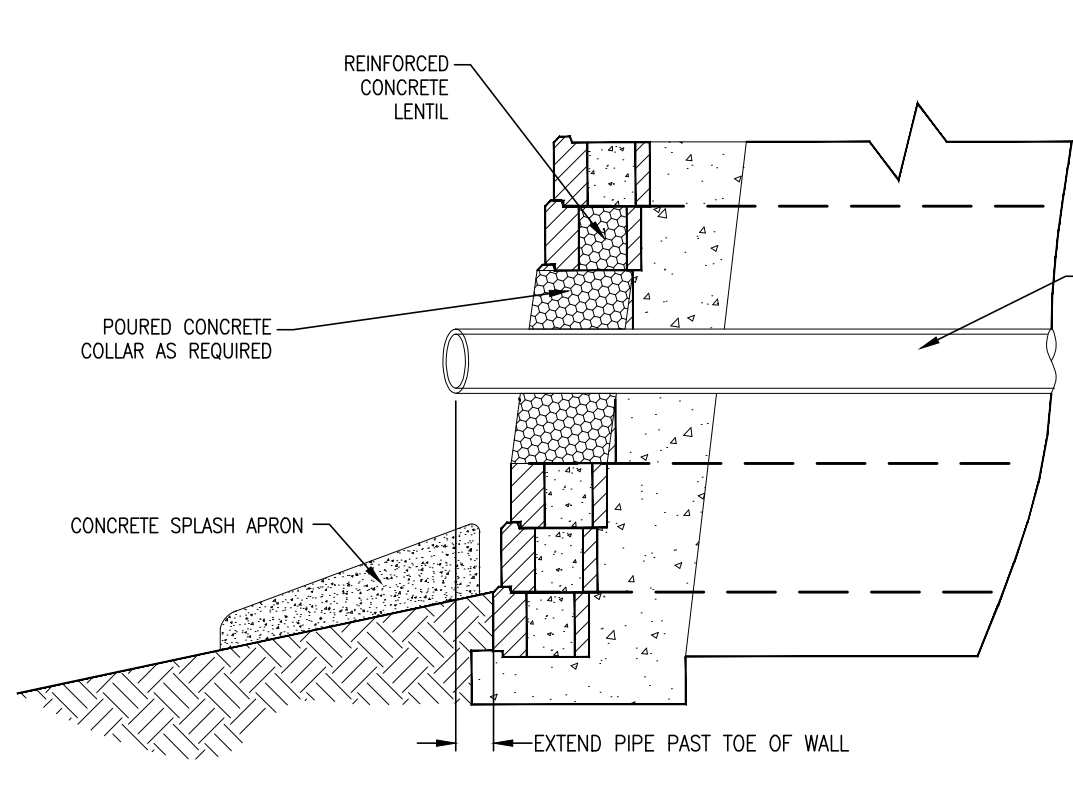 REINFORCED
CONCRETE
LENTIL
POURED CONCRETE
COLLAR AS REQUIRED
CONCRETE SPLASH APRON
EXTEND PIPE PAST TOE OF WALL